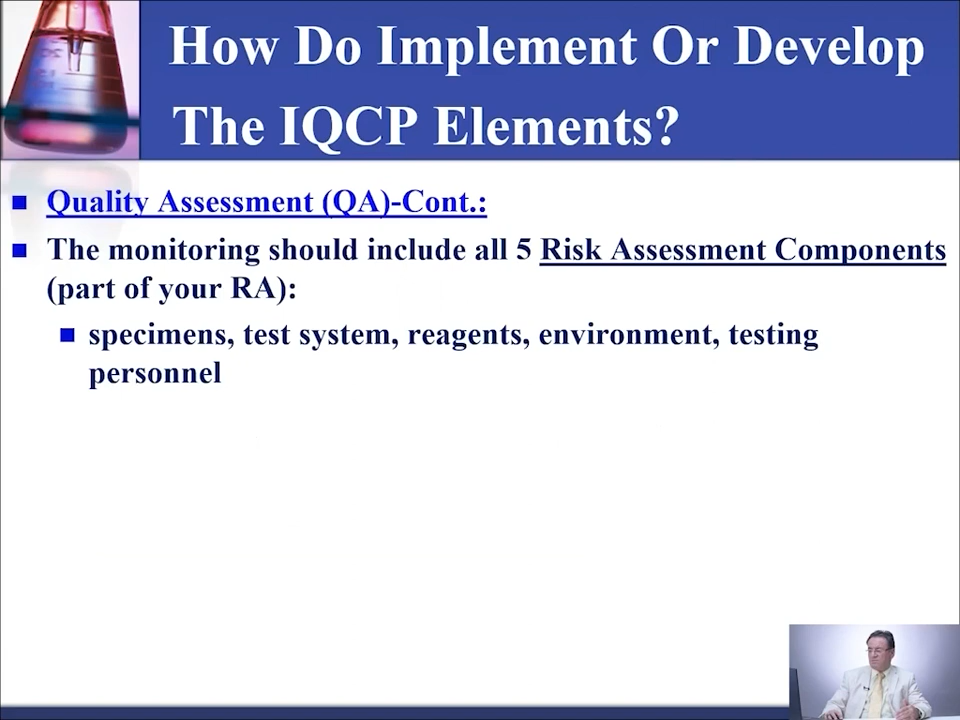 How Do Implement Or Develop
The IQCP Elements?
Quality Assessment (QA)-Cont.:
The monitoring should include all 5 Risk Assessment Components
(part of your RA):
specimens, test system, reagents, environment, testing
personnel